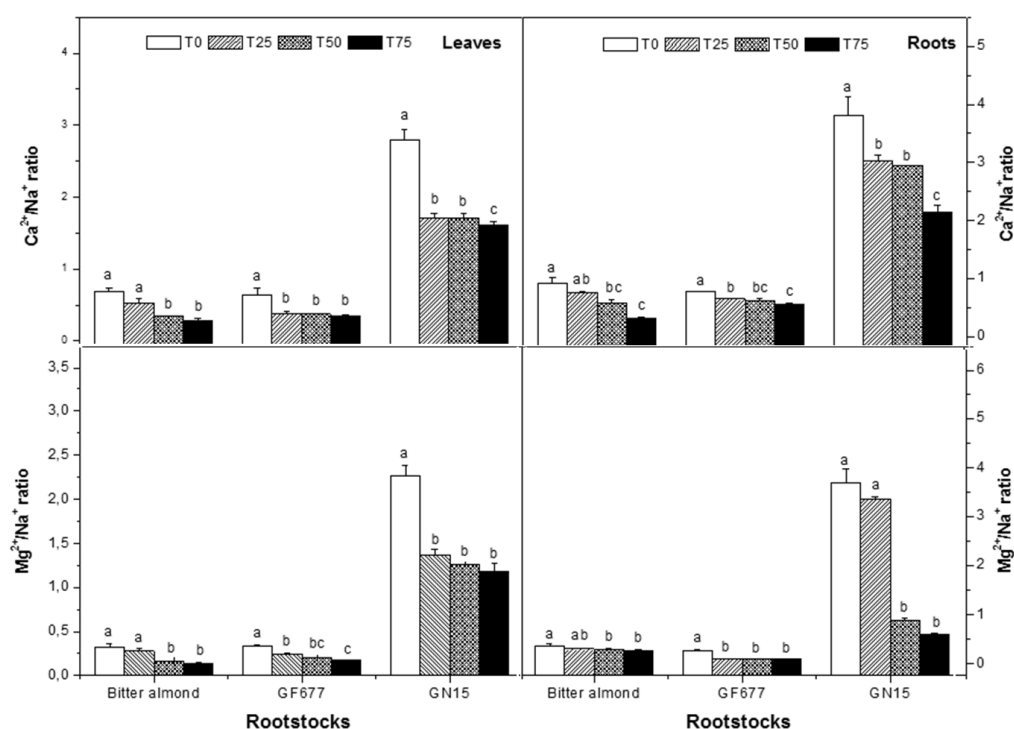 T0 T25 T50 T75 Leaves
T0 T25 T50 T75 Roots
Ca²⁺/Na⁺ ratio
4
3
2
1
0
a a b b
a b b b
a b b c
a ab bc c
a b bc c
a b b c
5
4
3
2
1
0
Ca²⁺/Na⁺ ratio
Mg²⁺/Na⁺ ratio
3,5
3,0
2,5
2,0
1,5
1,0
0,5
0,0
a a b b
a b bc c
a b b b
a ab b b
a b b b
a a b b
6
5
4
3
2
1
0
Mg²⁺/Na⁺ ratio
Bitter almond GF677 GN15
Bitter almond GF677 GN15
Rootstocks
Rootstocks